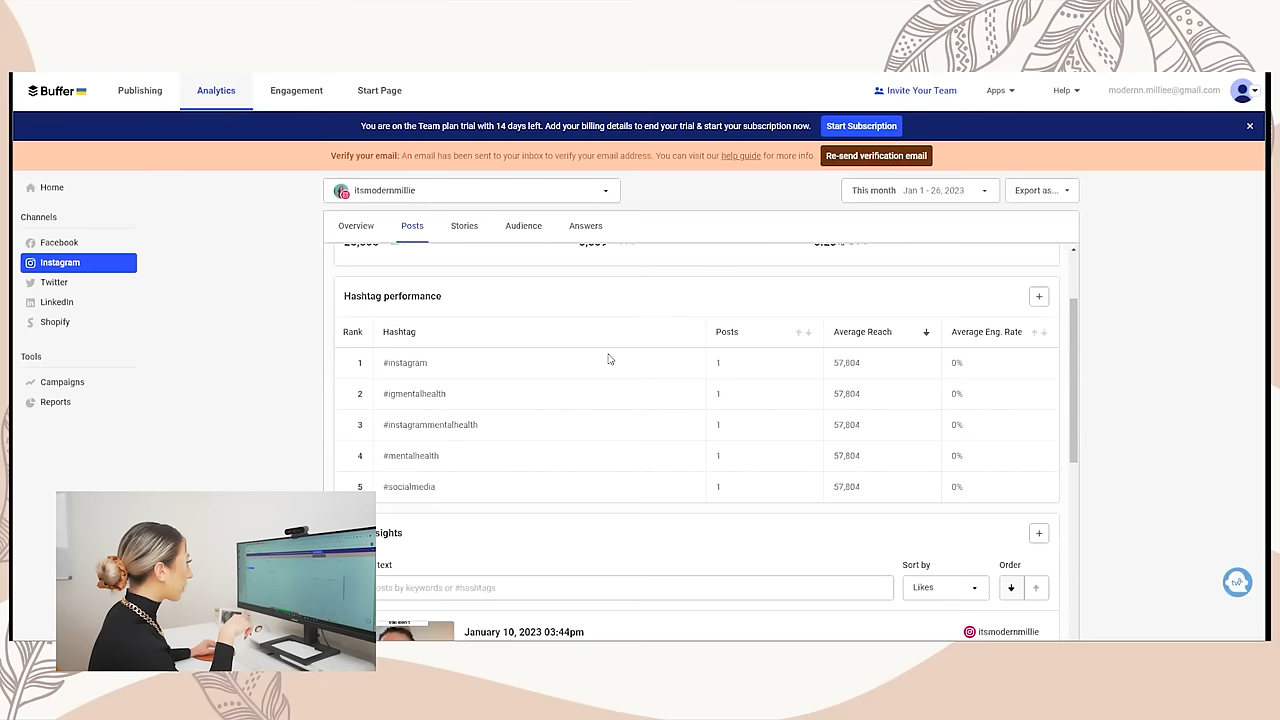 Buffer Publishing Analytics Engagement Start Page Invite Your Team Apps Help modernn.milliee@gmail.com
You are on the Team plan trial with 14 days left. Add your billing details to end your trial & start your subscription now. Start Subscription
Verify your email: An email has been sent to your inbox to verify your email address. You can visit our help guide for more info. Re-send verification email
Home
itsmodernmillie This month Jan 1 - 26, 2023 Export as...
Channels
Overview Posts Stories Audience Answers
Facebook
Instagram
Twitter
LinkedIn
Shopify
Tools
Campaigns
Reports
Hashtag performance
Rank Hashtag Posts Average Reach Average Eng. Rate
1 #instagram 1 57,804 0%
2 #igmentalhealth 1 57,804 0%
3 #instagrammentalhealth 1 57,804 0%
4 #mentalhealth 1 57,804 0%
5 #socialmedia 1 57,804 0%
sights
text Sort by Order
osts by keywords or #hashtags Likes
January 10, 2023 03:44pm itsmodernmillie